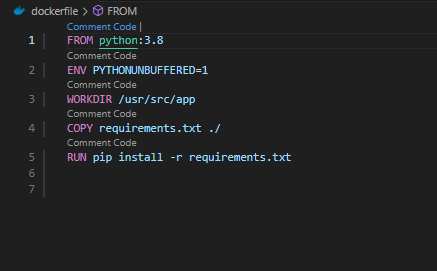 dockerfile > FROM
Comment Code |
1 FROM python:3.8
Comment Code
2 ENV PYTHONUNBUFFERED=1
Comment Code
3 WORKDIR /usr/src/app
Comment Code
4 COPY requirements.txt ./
Comment Code
5 RUN pip install -r requirements.txt
6
7